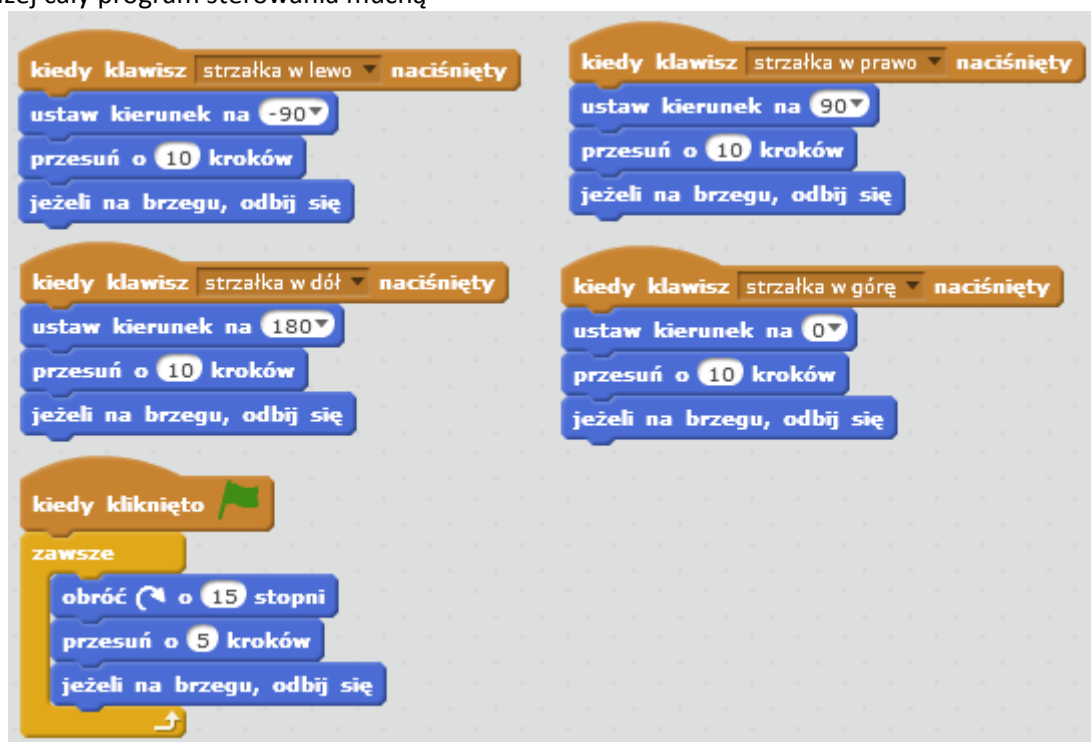 cały program sterowania muchą
kiedy klawisz strzałka w lewo naciśnięty
ustaw kierunek na -90
przesuń o 10 kroków
jeżeli na brzegu, odbij się
kiedy klawisz strzałka w prawo naciśnięty
ustaw kierunek na 90
przesuń o 10 kroków
jeżeli na brzegu, odbij się
kiedy klawisz strzałka w dół naciśnięty
ustaw kierunek na 180
przesuń o 10 kroków
jeżeli na brzegu, odbij się
kiedy klawisz strzałka w górę naciśnięty
ustaw kierunek na 0
przesuń o 10 kroków
jeżeli na brzegu, odbij się
kiedy kliknięto
zawsze
obróć o 15 stopni
przesuń o 5 kroków
jeżeli na brzegu, odbij się